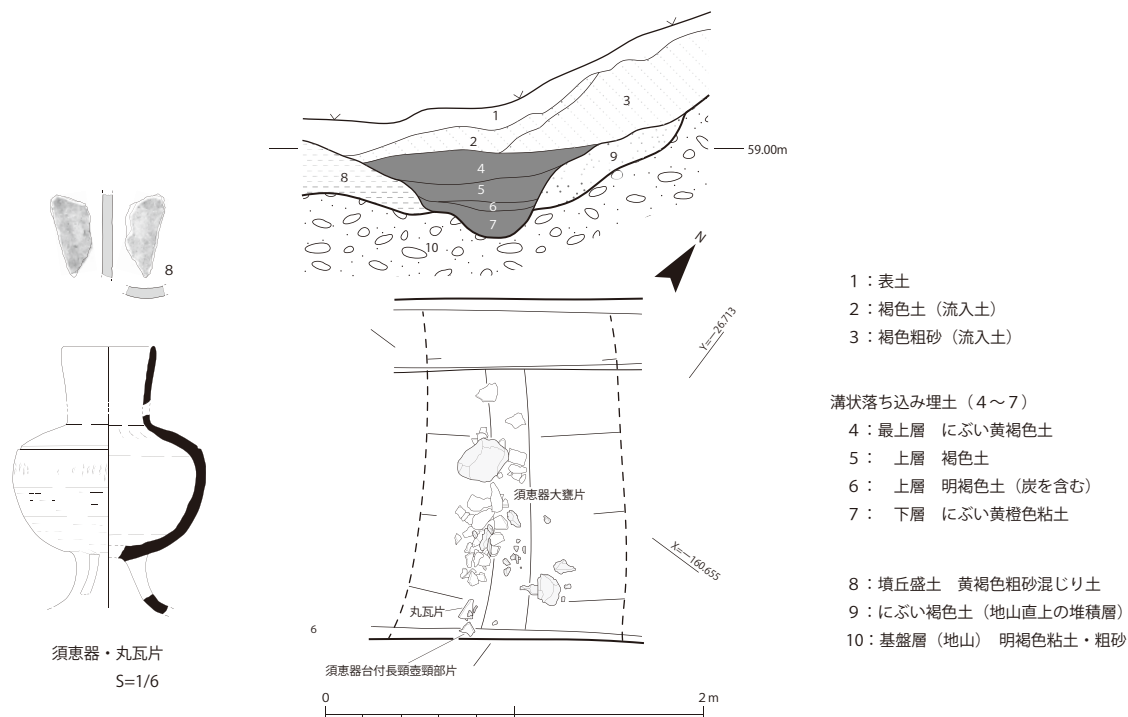 1
2
3
59.00m
9
4
8
5
6
7
10
N
8
Y=−26.713
須恵器大甕片
X=−160.655
丸瓦片
6
須恵器台付長頸壺頸部片
0
2 m
須恵器・丸瓦片
S=1/6
1：表土
2：褐色土（流入土）
3：褐色粗砂（流入土）
溝状落ち込み埋土（４～７）
4：最上層　にぶい黄褐色土
5：　上層　褐色土
6：　上層　明褐色土（炭を含む）
7：　下層　にぶい黄橙色粘土
8：墳丘盛土　黄褐色粗砂混じり土
9：にぶい褐色土（地山直上の堆積層）
10：基盤層（地山）　明褐色粘土・粗砂